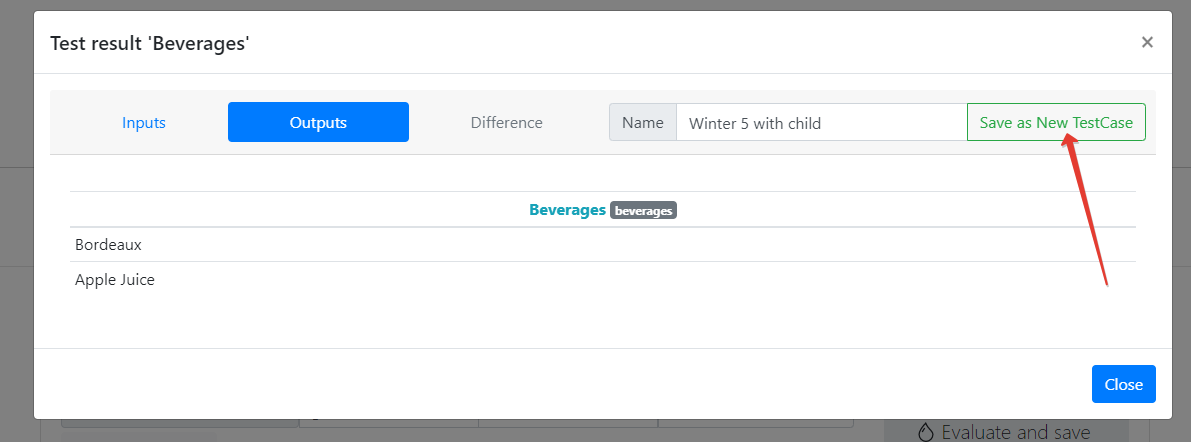 Test result 'Beverages'
×
Inputs Outputs Difference Name Winter 5 with child Save as New TestCase
Beverages beverages
Bordeaux
Apple Juice
Close
Evaluate and save